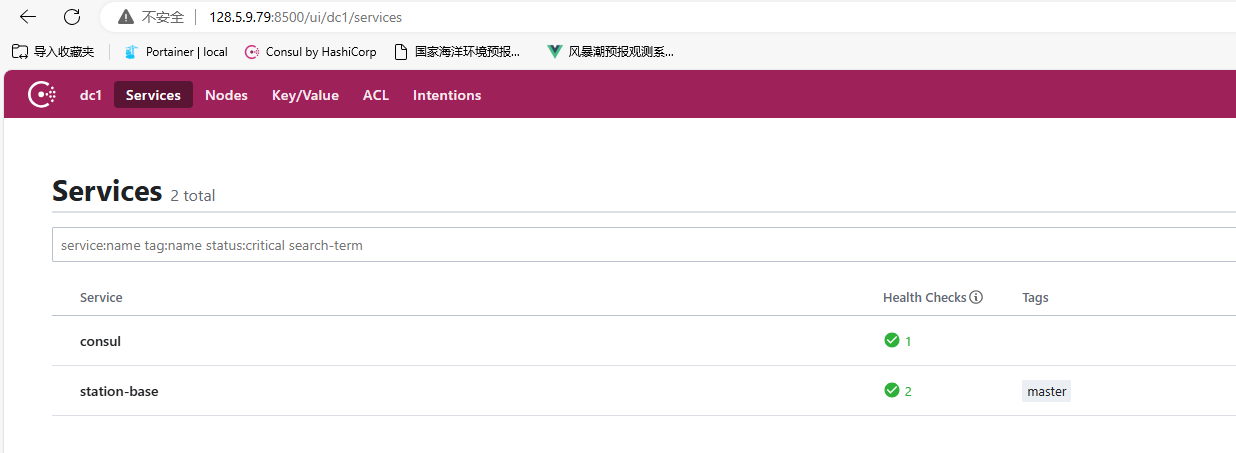 不安全 128.5.9.79:8500/ui/dc1/services
导入收藏夹 Portainer | local Consul by HashiCorp 国家海洋环境预报... 风暴潮预报观测系...
dc1 Services Nodes Key/Value ACL Intentions
Services 2 total
service:name tag:name status:critical search-term
Service Health Checks Tags
consul 1
station-base 2 master